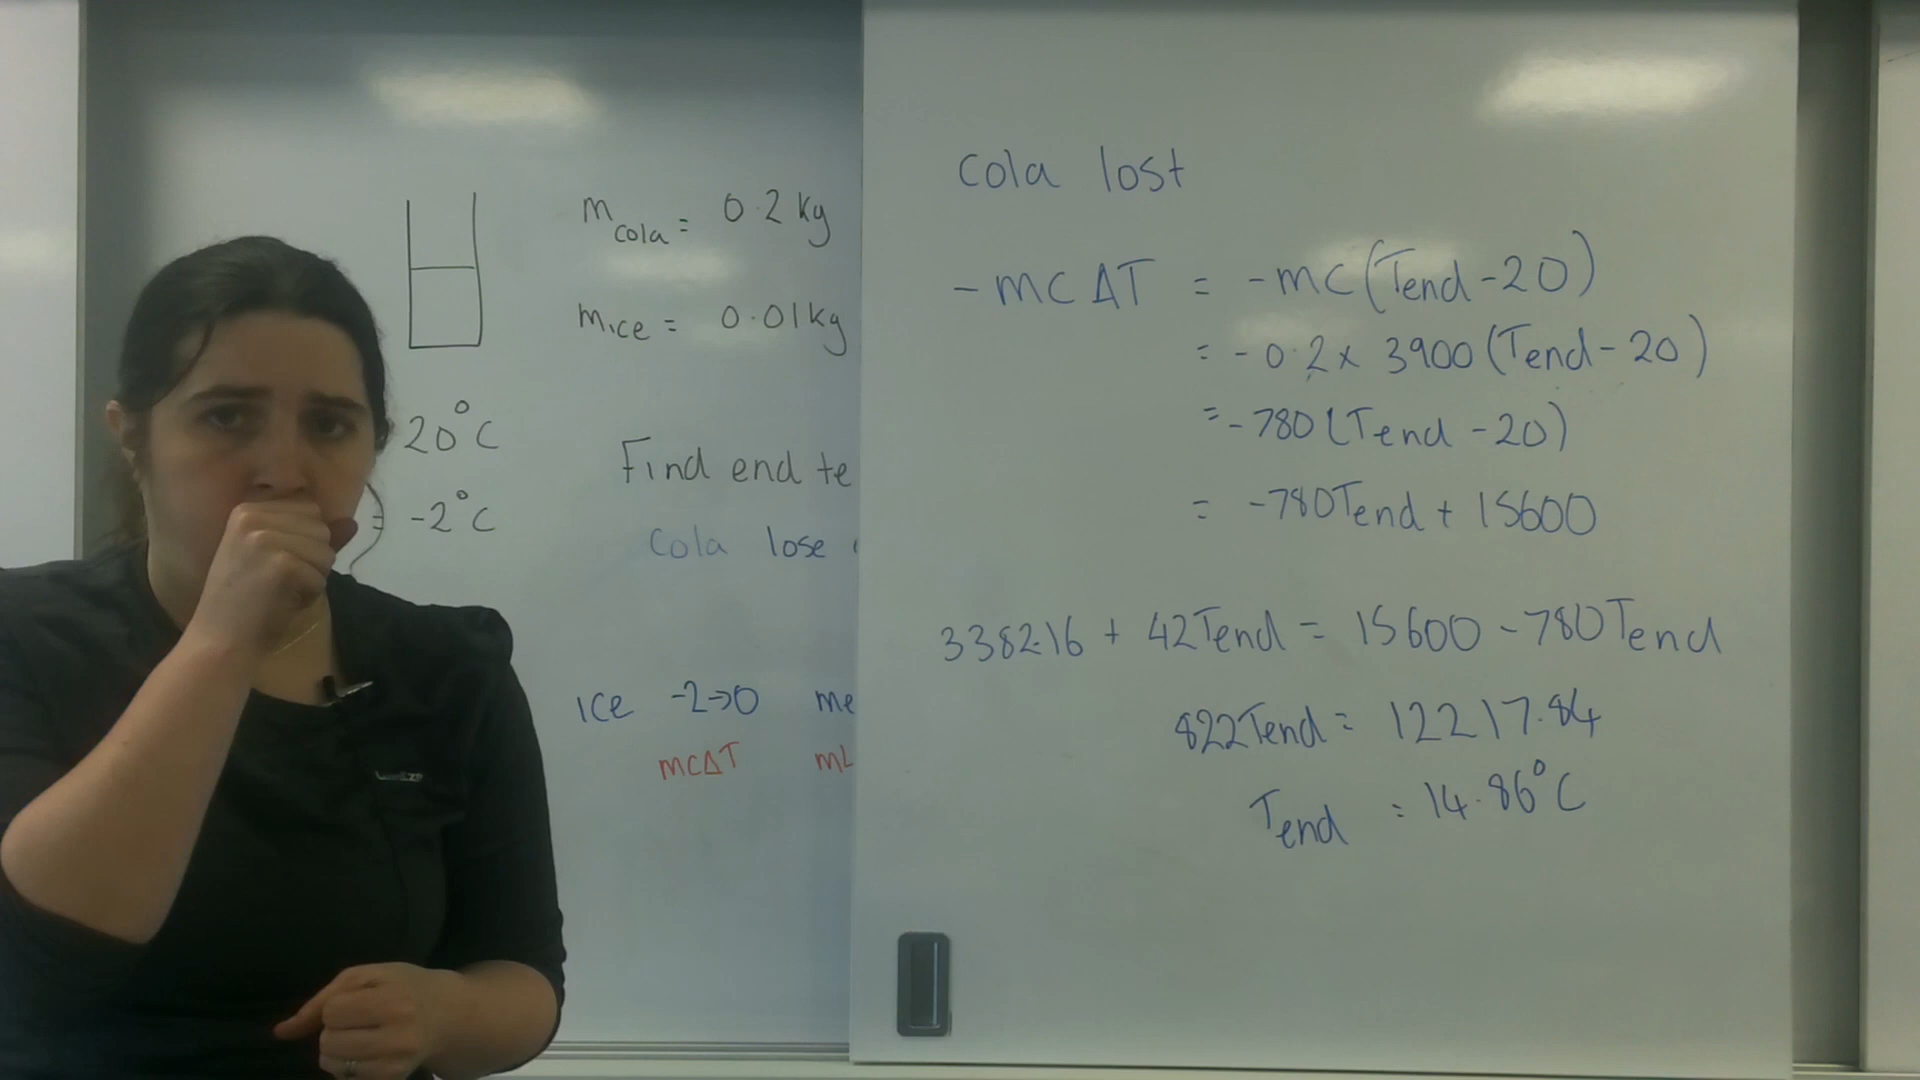 m cola = 0.2 kg
m ice = 0.01 kg
20°C
= -2°C
Find end te
Cola lose
ice -2→0 me
mcΔT mL
Cola lost
-mcΔT = -mc(Tend-20)
= -0.2 x 3900(Tend-20)
= -780(Tend-20)
= -780Tend + 15600
3382.16 + 42Tend = 15600 - 780Tend
822Tend = 12217.84
Tend = 14.86°C